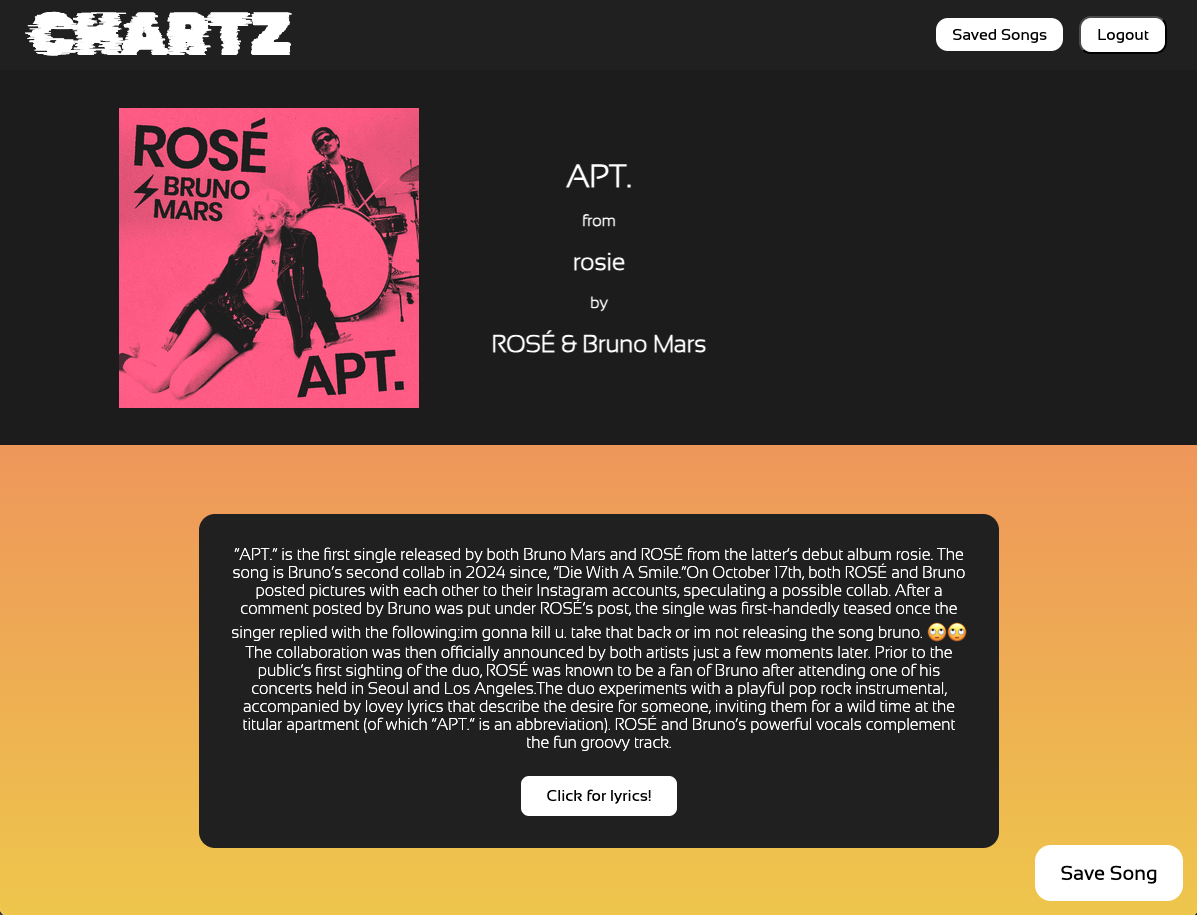 CHARTZ
Saved Songs
Logout
ROSÉ
BRUNO
MARS
APT.
APT.
from
rosie
by
ROSÉ & Bruno Mars
"APT." is the first single released by both Bruno Mars and ROSÉ from the latter's debut album rosie. The
song is Bruno's second collab in 2024 since, "Die With A Smile."On October 17th, both ROSÉ and Bruno
posted pictures with each other to their Instagram accounts, speculating a possible collab. After a
comment posted by Bruno was put under ROSÉ's post, the single was first-handedly teased once the
singer replied with the following:im gonna kill u. take that back or im not releasing the song bruno. 🙄🙄
The collaboration was then officially announced by both artists just a few moments later. Prior to the
public's first sighting of the duo, ROSÉ was known to be a fan of Bruno after attending one of his
concerts held in Seoul and Los Angeles.The duo experiments with a playful pop rock instrumental,
accompanied by lovey lyrics that describe the desire for someone, inviting them for a wild time at the
titular apartment (of which "APT." is an abbreviation). ROSÉ and Bruno's powerful vocals complement
the fun groovy track.
Click for lyrics!
Save Song